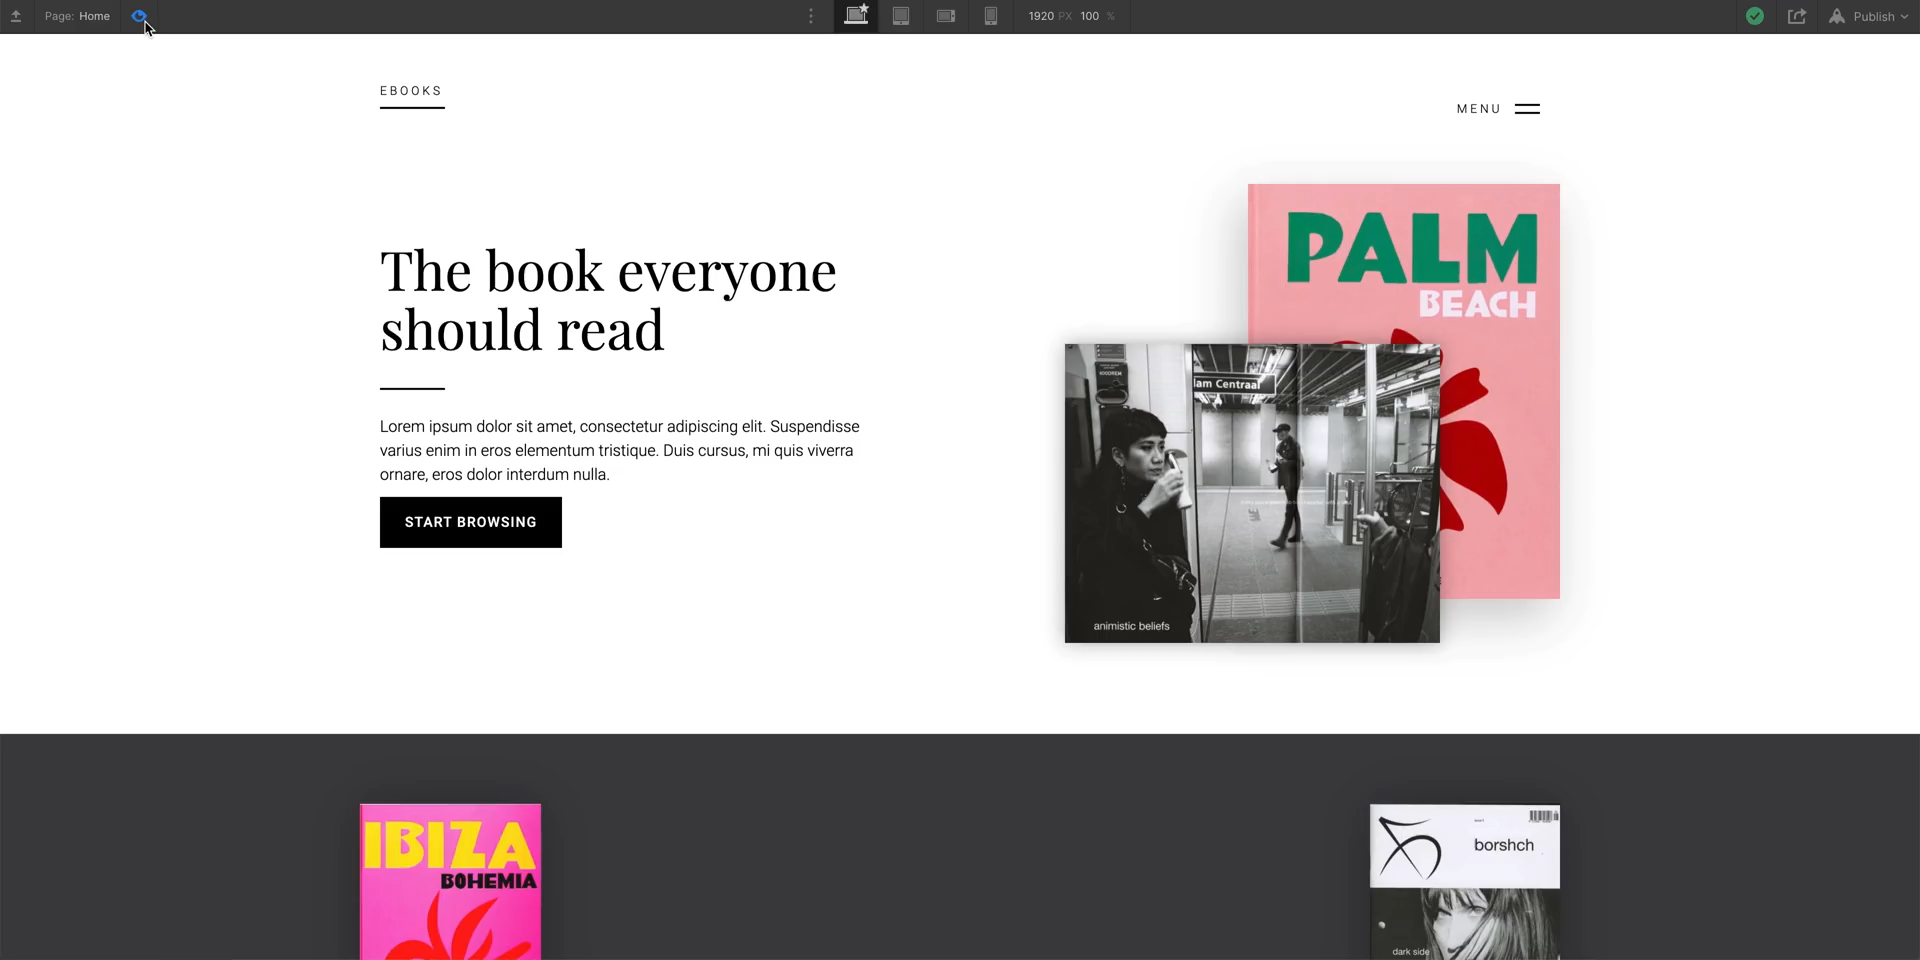 Page: Home
1920 PX 100 %
Publish
EBOOKS
MENU
The book everyone
should read
Lorem ipsum dolor sit amet, consectetur adipiscing elit. Suspendisse
varius enim in eros elementum tristique. Duis cursus, mi quis viverra
ornare, eros dolor interdum nulla.
START BROWSING
PALM
BEACH
lam Centraal
animistic beliefs
IBIZA
BOHEMIA
borshch
dark side